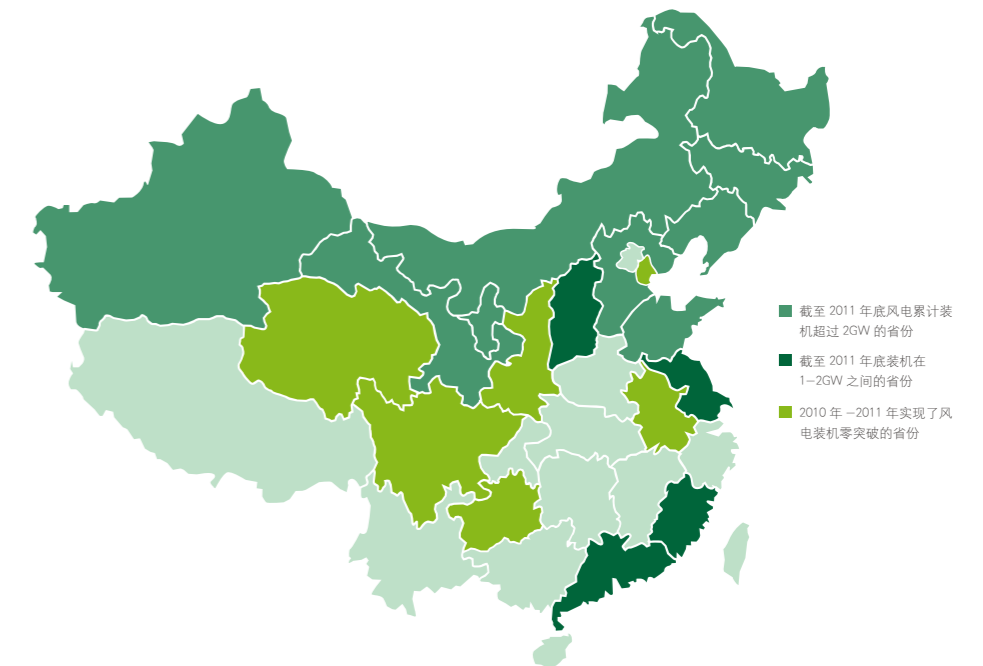 截至 2011 年底风电累计装
机超过 2GW 的省份
截至 2011 年底装机在
1—2GW 之间的省份
2010 年 —2011 年实现了风
电装机零突破的省份